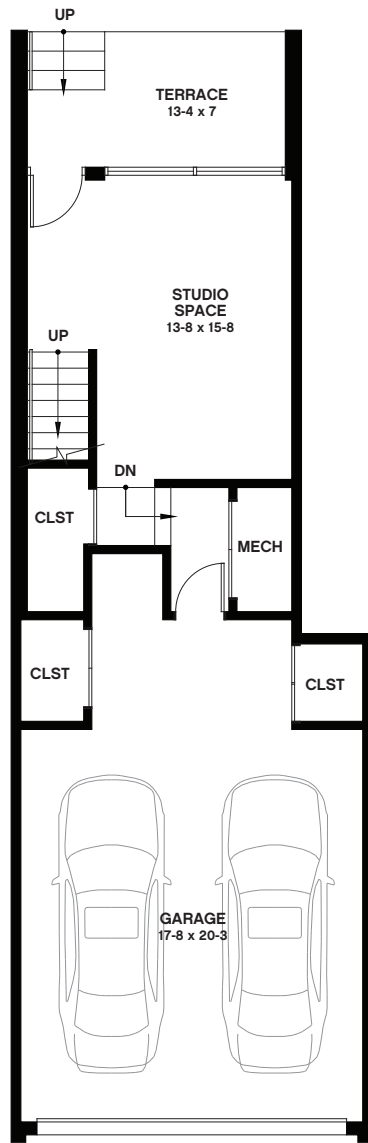 UP
TERRACE
13-4 x 7
STUDIO
SPACE
13-8 x 15-8
UP
DN
CLST
MECH
CLST
CLST
GARAGE
17-8 x 20-3